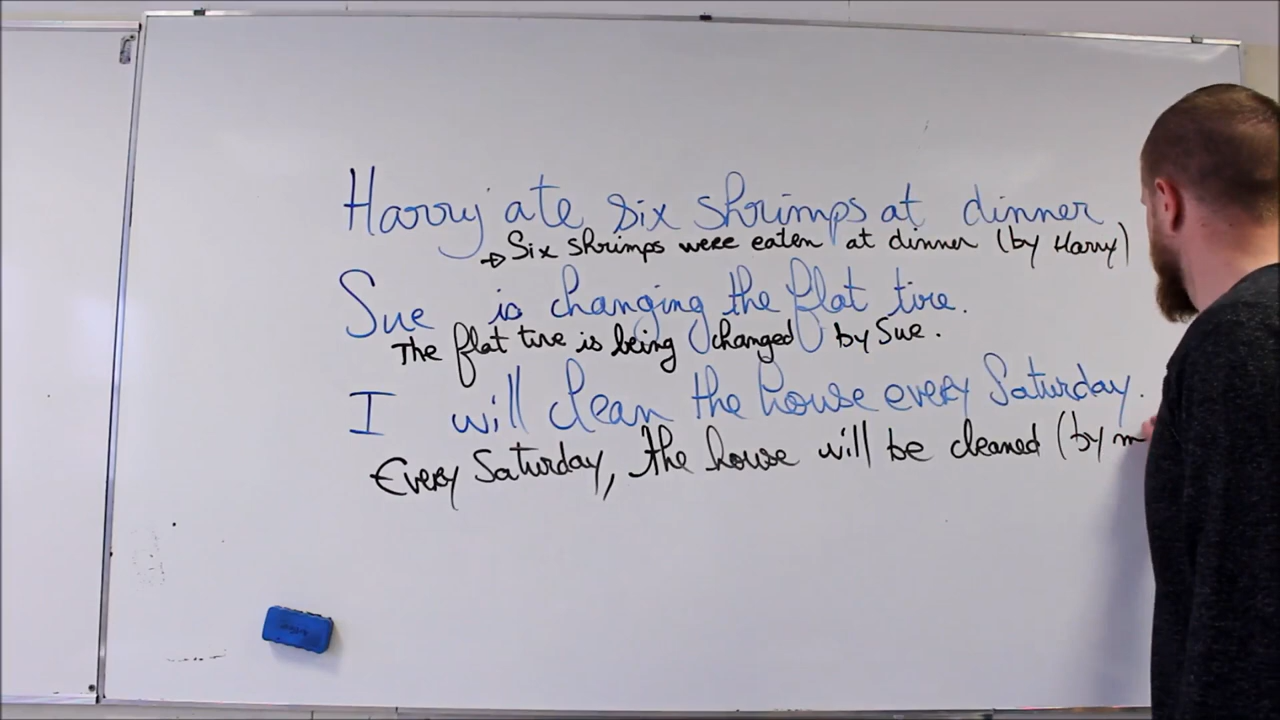 Harry ate six shrimps at dinner
→ Six shrimps were eaten at dinner (by Harry)
Sue is changing the flat tire.
The flat tire is being changed by Sue.
I will clean the house every Saturday.
Every Saturday, the house will be cleaned (by m